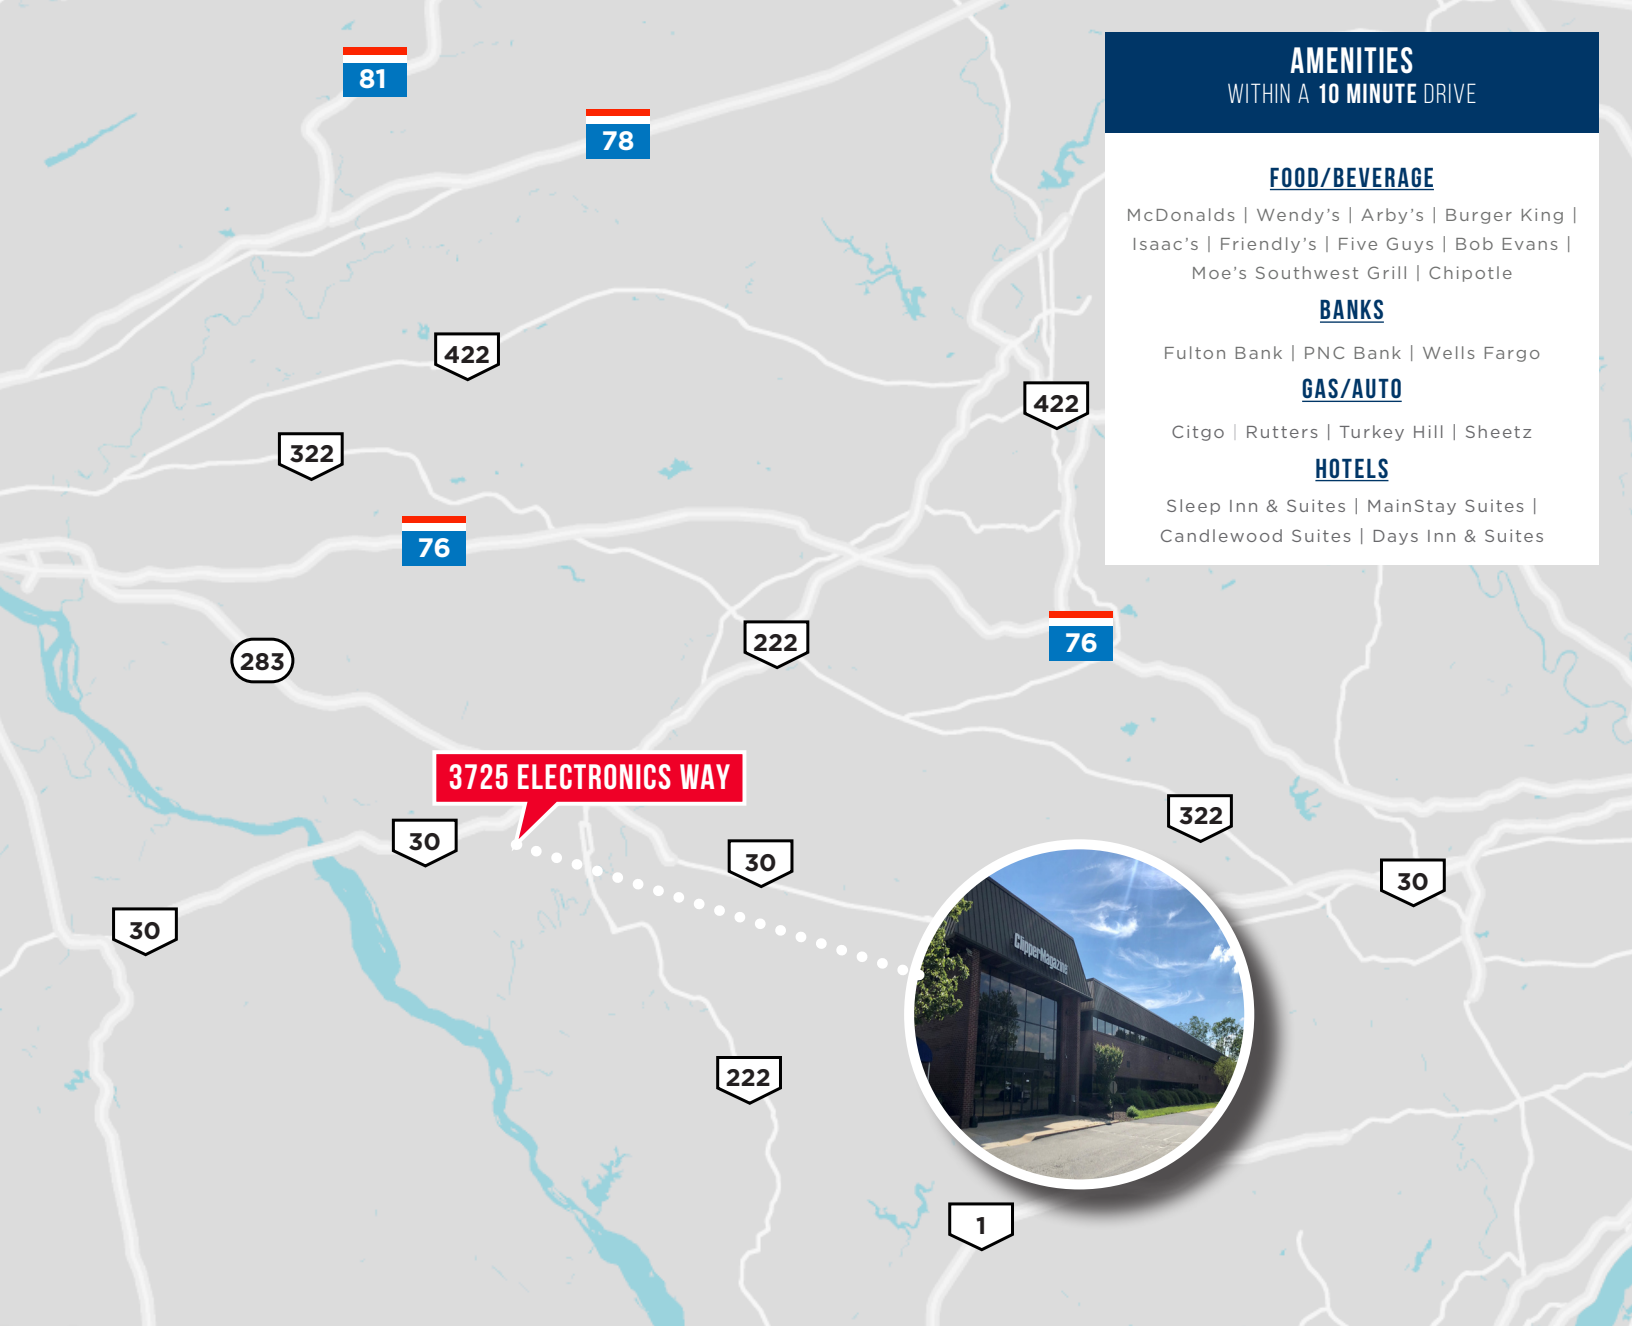 81
78
AMENITIES
WITHIN A 10 MINUTE DRIVE
FOOD/BEVERAGE
McDonalds | Wendy's | Arby's | Burger King |
Isaac's | Friendly's | Five Guys | Bob Evans |
Moe's Southwest Grill | Chipotle
BANKS
Fulton Bank | PNC Bank | Wells Fargo
GAS/AUTO
Citgo | Rutters | Turkey Hill | Sheetz
HOTELS
Sleep Inn & Suites | MainStay Suites |
Candlewood Suites | Days Inn & Suites
422
422
322
76
222
76
283
3725 ELECTRONICS WAY
30
30
322
30
30
ClipperMagazine
222
1